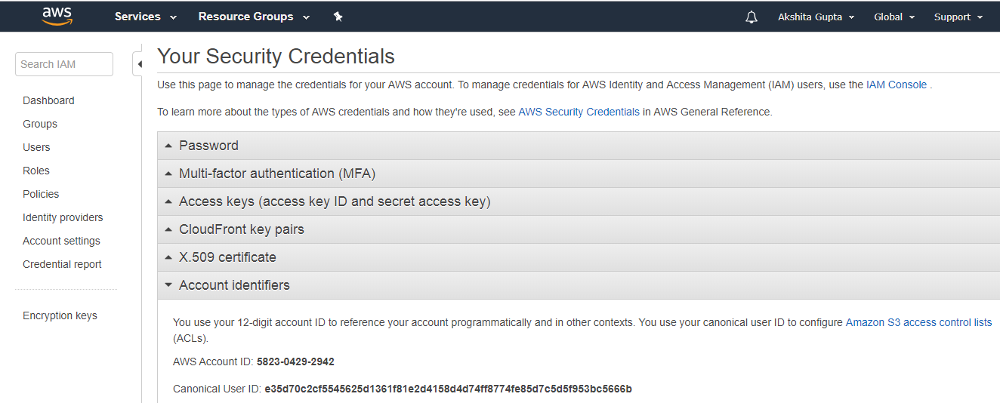 aws Services Resource Groups Akshita Gupta Global Support
Search IAM
Dashboard
Groups
Users
Roles
Policies
Identity providers
Account settings
Credential report
Encryption keys
Your Security Credentials
Use this page to manage the credentials for your AWS account. To manage credentials for AWS Identity and Access Management (IAM) users, use the IAM Console .
To learn more about the types of AWS credentials and how they're used, see AWS Security Credentials in AWS General Reference.
Password
Multi-factor authentication (MFA)
Access keys (access key ID and secret access key)
CloudFront key pairs
X.509 certificate
Account identifiers
You use your 12-digit account ID to reference your account programmatically and in other contexts. You use your canonical user ID to configure Amazon S3 access control lists
(ACLs).
AWS Account ID: 5823-0429-2942
Canonical User ID: e35d70c2cf5545625d1361f81e2d4158d4d74ff8774fe85d7c5d5f953bc5666b